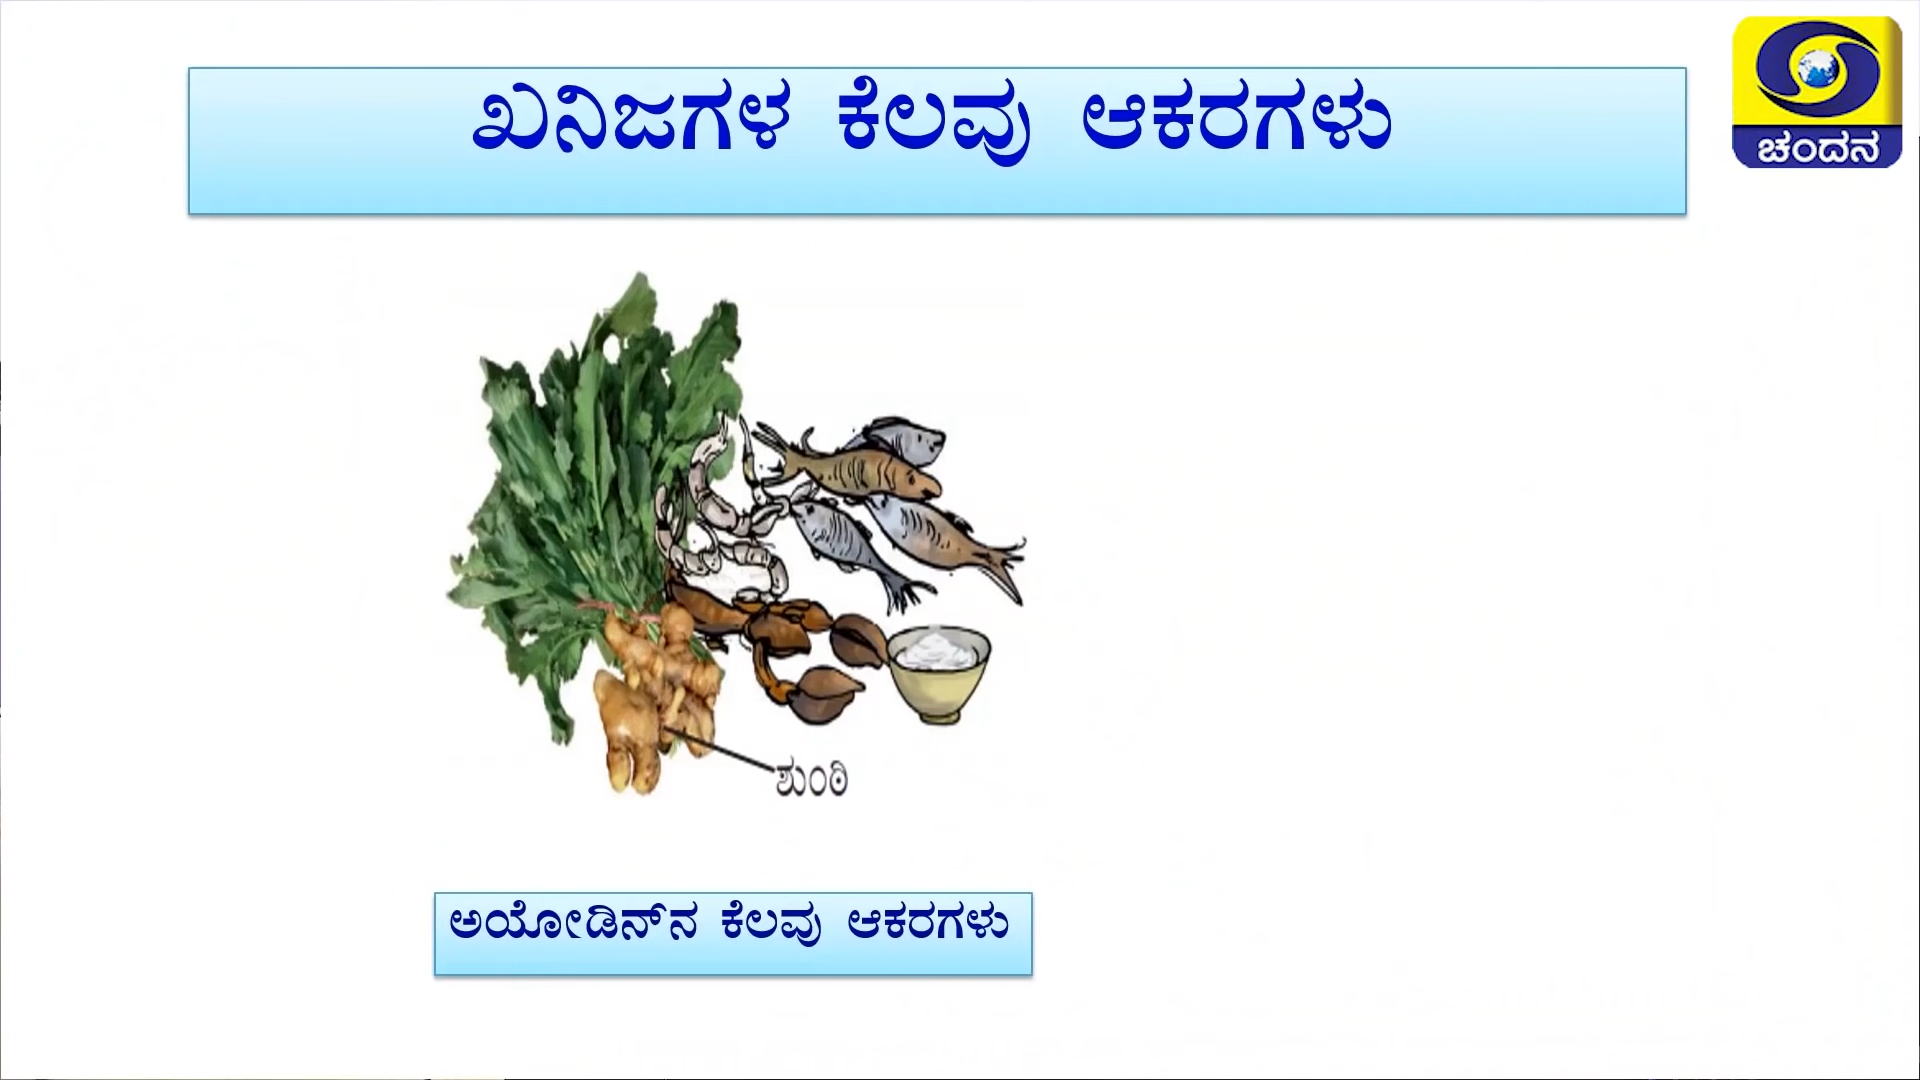 ಖನಿಜಗಳ ಕೆಲವು ಆಕರಗಳು
ಚಂದನ
ಶುಂಠಿ
ಅಯೋಡಿನ್‌ನ ಕೆಲವು ಆಕರಗಳು